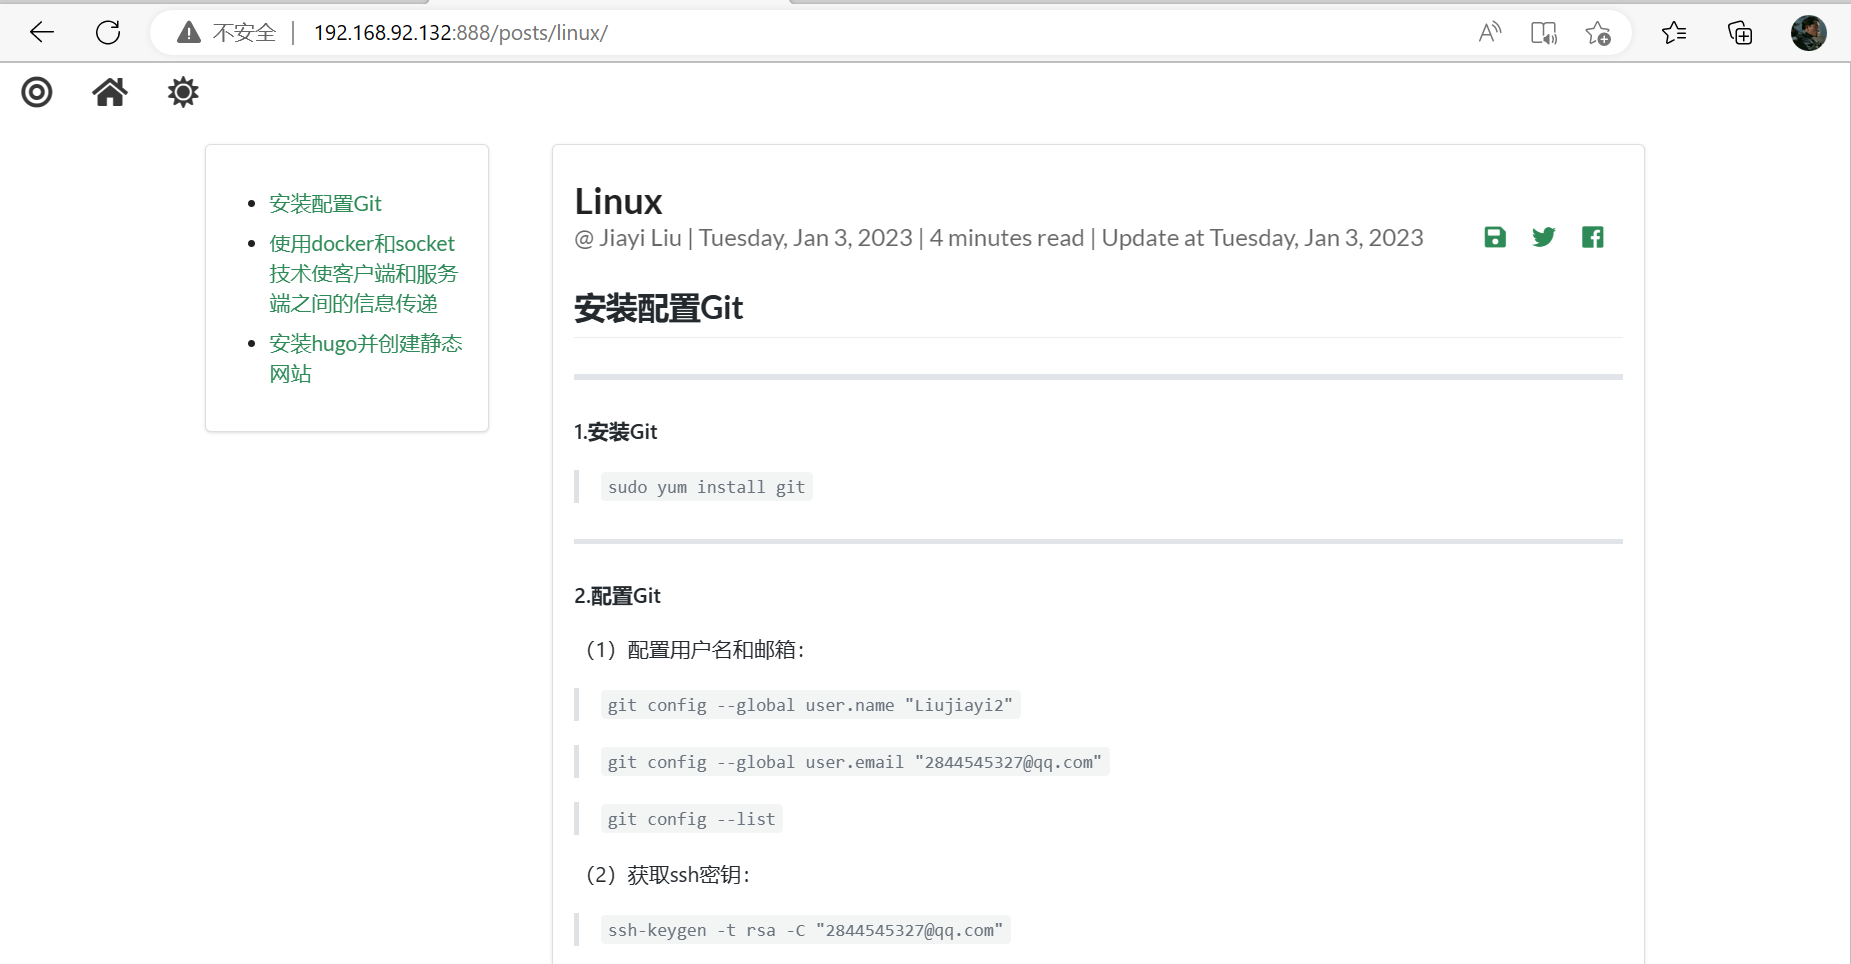 不安全 | 192.168.92.132:888/posts/linux/
安装配置Git
使用docker和socket
技术使客户端和服务
端之间的信息传递
安装hugo并创建静态
网站
Linux
@ Jiayi Liu | Tuesday, Jan 3, 2023 | 4 minutes read | Update at Tuesday, Jan 3, 2023
安装配置Git
1.安装Git
sudo yum install git
2.配置Git
（1）配置用户名和邮箱：
git config --global user.name "Liujiayi2"
git config --global user.email "2844545327@qq.com"
git config --list
（2）获取ssh密钥：
ssh-keygen -t rsa -C "2844545327@qq.com"